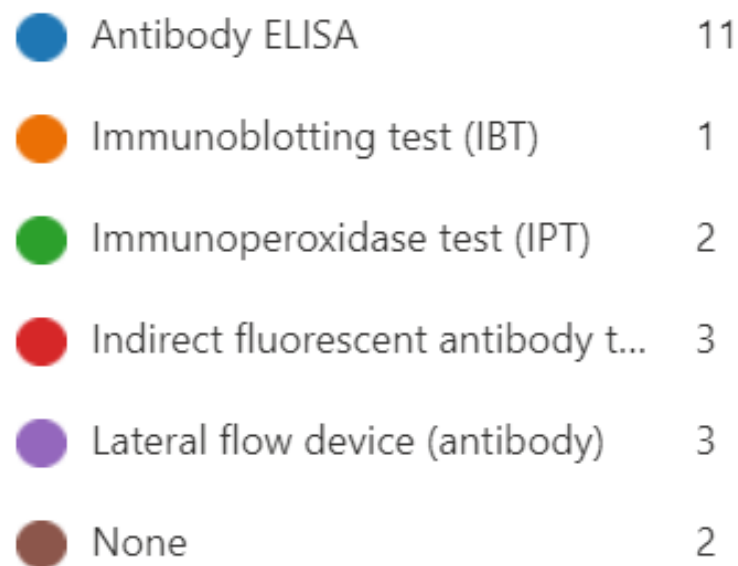 Antibody ELISA 11
Immunoblotting test (IBT) 1
Immunoperoxidase test (IPT) 2
Indirect fluorescent antibody t... 3
Lateral flow device (antibody) 3
None 2